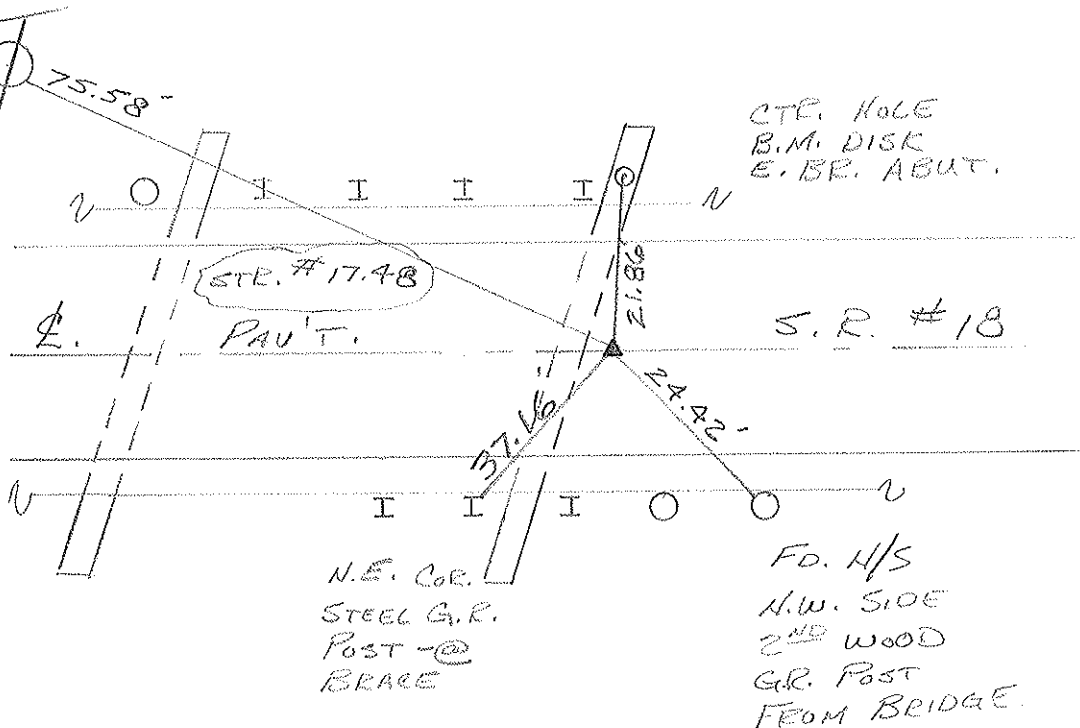 75.58'
CTR. HOLE
B.M. DISK
E. BR. ABUT.
STR. #17.48
21.86
℄.
PAV'T.
S. R. #18
37.16'
24.42'
N.E. COR.
STEEL G.R.
POST -@
BRACE
FD. N/S
N.W. SIDE
2ND WOOD
G.R. POST
FROM BRIDGE.